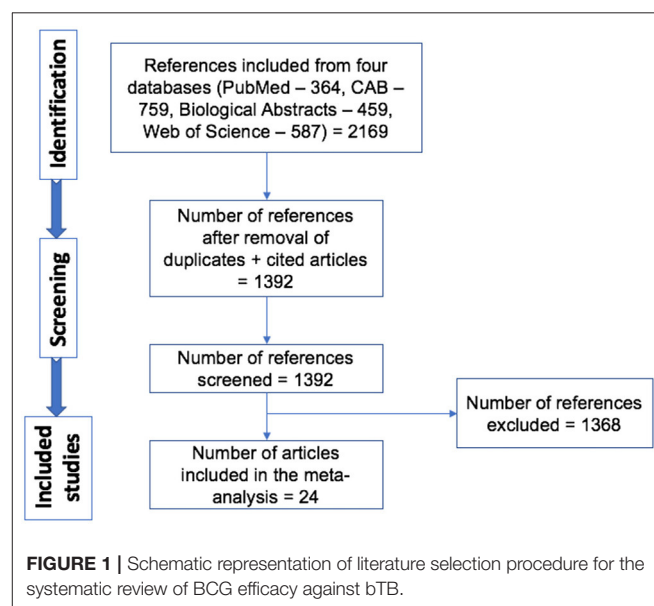 Identification
Screening
Included
studies
References included from four
databases (PubMed – 364, CAB –
759, Biological Abstracts – 459,
Web of Science – 587) = 2169
Number of references
after removal of
duplicates + cited articles
= 1392
Number of references
screened = 1392
Number of references
excluded = 1368
Number of articles
included in the meta-
analysis = 24
FIGURE 1 | Schematic representation of literature selection procedure for the
systematic review of BCG efficacy against bTB.